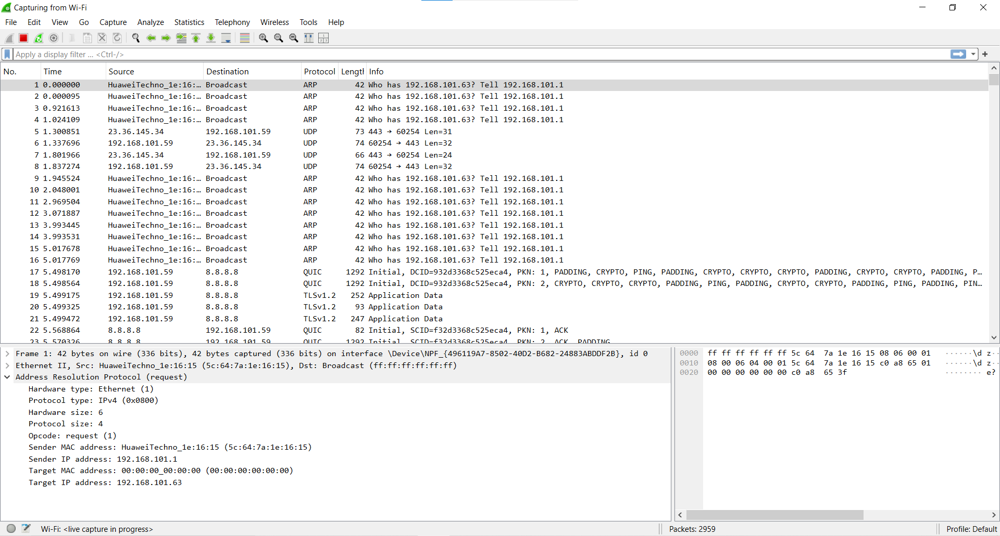 Capturing from Wi-Fi
File Edit View Go Capture Analyze Statistics Telephony Wireless Tools Help
Apply a display filter ... <Ctrl-/>
No. Time Source Destination Protocol Length Info
1 0.000000 HuaweiTechno_1e:16:… Broadcast ARP 42 Who has 192.168.101.63? Tell 192.168.101.1
2 0.000095 HuaweiTechno_1e:16:… Broadcast ARP 42 Who has 192.168.101.63? Tell 192.168.101.1
3 0.921613 HuaweiTechno_1e:16:… Broadcast ARP 42 Who has 192.168.101.63? Tell 192.168.101.1
4 1.024109 HuaweiTechno_1e:16:… Broadcast ARP 42 Who has 192.168.101.63? Tell 192.168.101.1
5 1.300851 23.36.145.34 192.168.101.59 UDP 73 443 → 60254 Len=31
6 1.337696 192.168.101.59 23.36.145.34 UDP 74 60254 → 443 Len=32
7 1.801966 23.36.145.34 192.168.101.59 UDP 66 443 → 60254 Len=24
8 1.837274 192.168.101.59 23.36.145.34 UDP 74 60254 → 443 Len=32
9 1.945524 HuaweiTechno_1e:16:… Broadcast ARP 42 Who has 192.168.101.63? Tell 192.168.101.1
10 2.048001 HuaweiTechno_1e:16:… Broadcast ARP 42 Who has 192.168.101.63? Tell 192.168.101.1
11 2.969504 HuaweiTechno_1e:16:… Broadcast ARP 42 Who has 192.168.101.63? Tell 192.168.101.1
12 3.071887 HuaweiTechno_1e:16:… Broadcast ARP 42 Who has 192.168.101.63? Tell 192.168.101.1
13 3.993445 HuaweiTechno_1e:16:… Broadcast ARP 42 Who has 192.168.101.63? Tell 192.168.101.1
14 3.993531 HuaweiTechno_1e:16:… Broadcast ARP 42 Who has 192.168.101.63? Tell 192.168.101.1
15 5.017678 HuaweiTechno_1e:16:… Broadcast ARP 42 Who has 192.168.101.63? Tell 192.168.101.1
16 5.017769 HuaweiTechno_1e:16:… Broadcast ARP 42 Who has 192.168.101.63? Tell 192.168.101.1
17 5.498170 192.168.101.59 8.8.8.8 QUIC 1292 Initial, DCID=932d3368c525eca4, PKN: 1, PADDING, CRYPTO, PING, PADDING, CRYPTO, CRYPTO, CRYPTO, PADDING, CRYPTO, CRYPTO, PADDING, P…
18 5.498564 192.168.101.59 8.8.8.8 QUIC 1292 Initial, DCID=932d3368c525eca4, PKN: 2, CRYPTO, CRYPTO, CRYPTO, PADDING, PING, PADDING, CRYPTO, CRYPTO, PADDING, PING, PADDING, PIN…
19 5.499175 192.168.101.59 8.8.8.8 TLSv1.2 252 Application Data
20 5.499325 192.168.101.59 8.8.8.8 TLSv1.2 93 Application Data
21 5.499472 192.168.101.59 8.8.8.8 TLSv1.2 247 Application Data
22 5.568864 8.8.8.8 192.168.101.59 QUIC 82 Initial, SCID=f32d3368c525eca4, PKN: 1, ACK
23 5.570326 8.8.8.8 192.168.101.59 QUIC 1292 Initial, SCID=f32d3368c525eca4, PKN: 2, ACK, PADDING
Frame 1: 42 bytes on wire (336 bits), 42 bytes captured (336 bits) on interface \Device\NPF_{496119A7-8502-40D2-B682-24883ABDDF2B}, id 0
Ethernet II, Src: HuaweiTechno_1e:16:15 (5c:64:7a:1e:16:15), Dst: Broadcast (ff:ff:ff:ff:ff:ff)
Address Resolution Protocol (request)
Hardware type: Ethernet (1)
Protocol type: IPv4 (0x0800)
Hardware size: 6
Protocol size: 4
Opcode: request (1)
Sender MAC address: HuaweiTechno_1e:16:15 (5c:64:7a:1e:16:15)
Sender IP address: 192.168.101.1
Target MAC address: 00:00:00_00:00:00 (00:00:00:00:00:00)
Target IP address: 192.168.101.63
0000 ff ff ff ff ff ff 5c 64 7a 1e 16 15 08 06 00 01 ······\d z··
0010 08 00 06 04 00 01 5c 64 7a 1e 16 15 c0 a8 65 01 ······\d z··
0020 00 00 00 00 00 00 c0 a8 65 3f ········ e?
Wi-Fi: <live capture in progress> Packets: 2959 Profile: Default